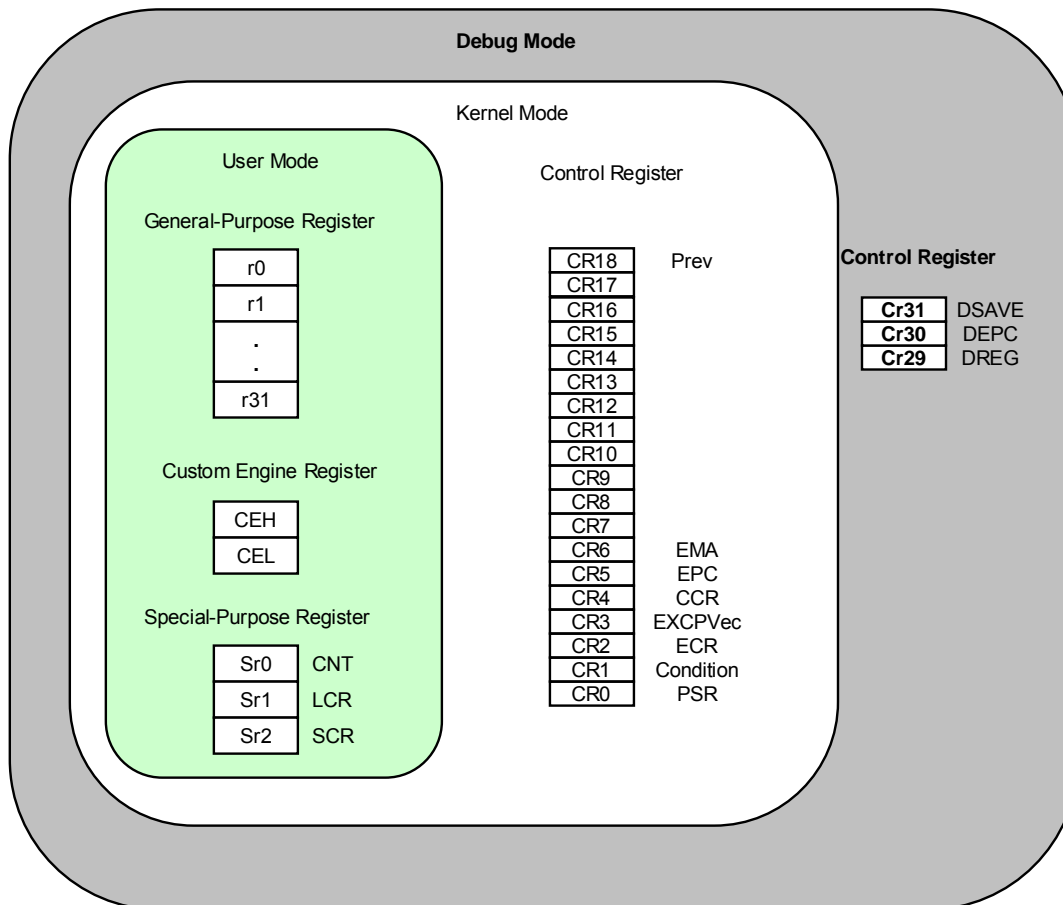 Debug Mode
Kernel Mode
User Mode
General-Purpose Register
r0
r1
.
.
r31
Custom Engine Register
CEH
CEL
Special-Purpose Register
Sr0 CNT
Sr1 LCR
Sr2 SCR
Control Register
CR18 Prev
CR17
CR16
CR15
CR14
CR13
CR12
CR11
CR10
CR9
CR8
CR7
CR6 EMA
CR5 EPC
CR4 CCR
CR3 EXCPVec
CR2 ECR
CR1 Condition
CR0 PSR
Control Register
Cr31 DSAVE
Cr30 DEPC
Cr29 DREG